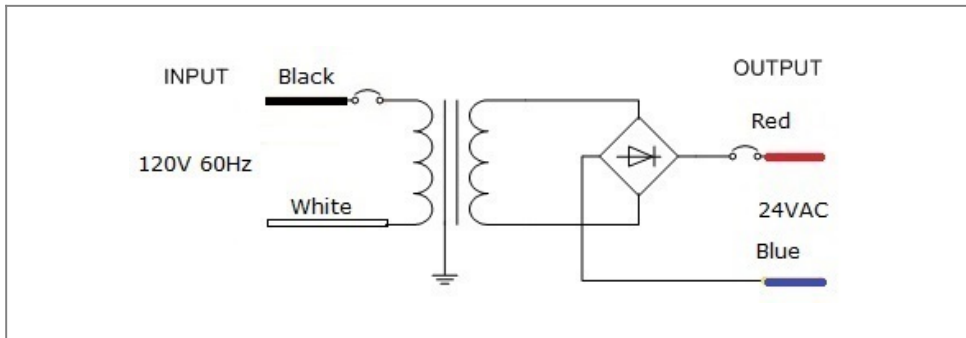 INPUT
Black
OUTPUT
Red
120V 60Hz
White
24VAC
Blue